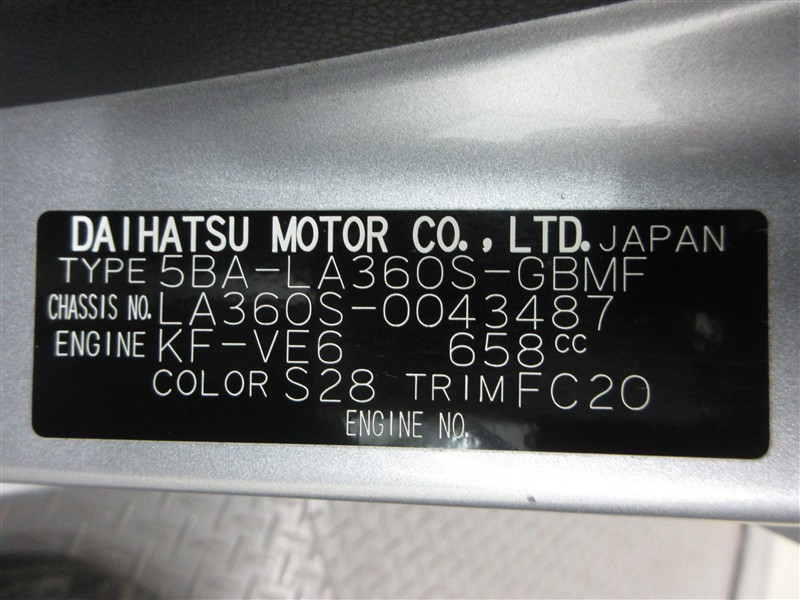 DAIHATSU MOTOR CO., LTD. JAPAN
TYPE 5BA-LA360S-GBMF
CHASSIS NO. LA360S-0043487
ENGINE KF-VE6 658cc
COLOR S28 TRIM FC20
ENGINE NO.